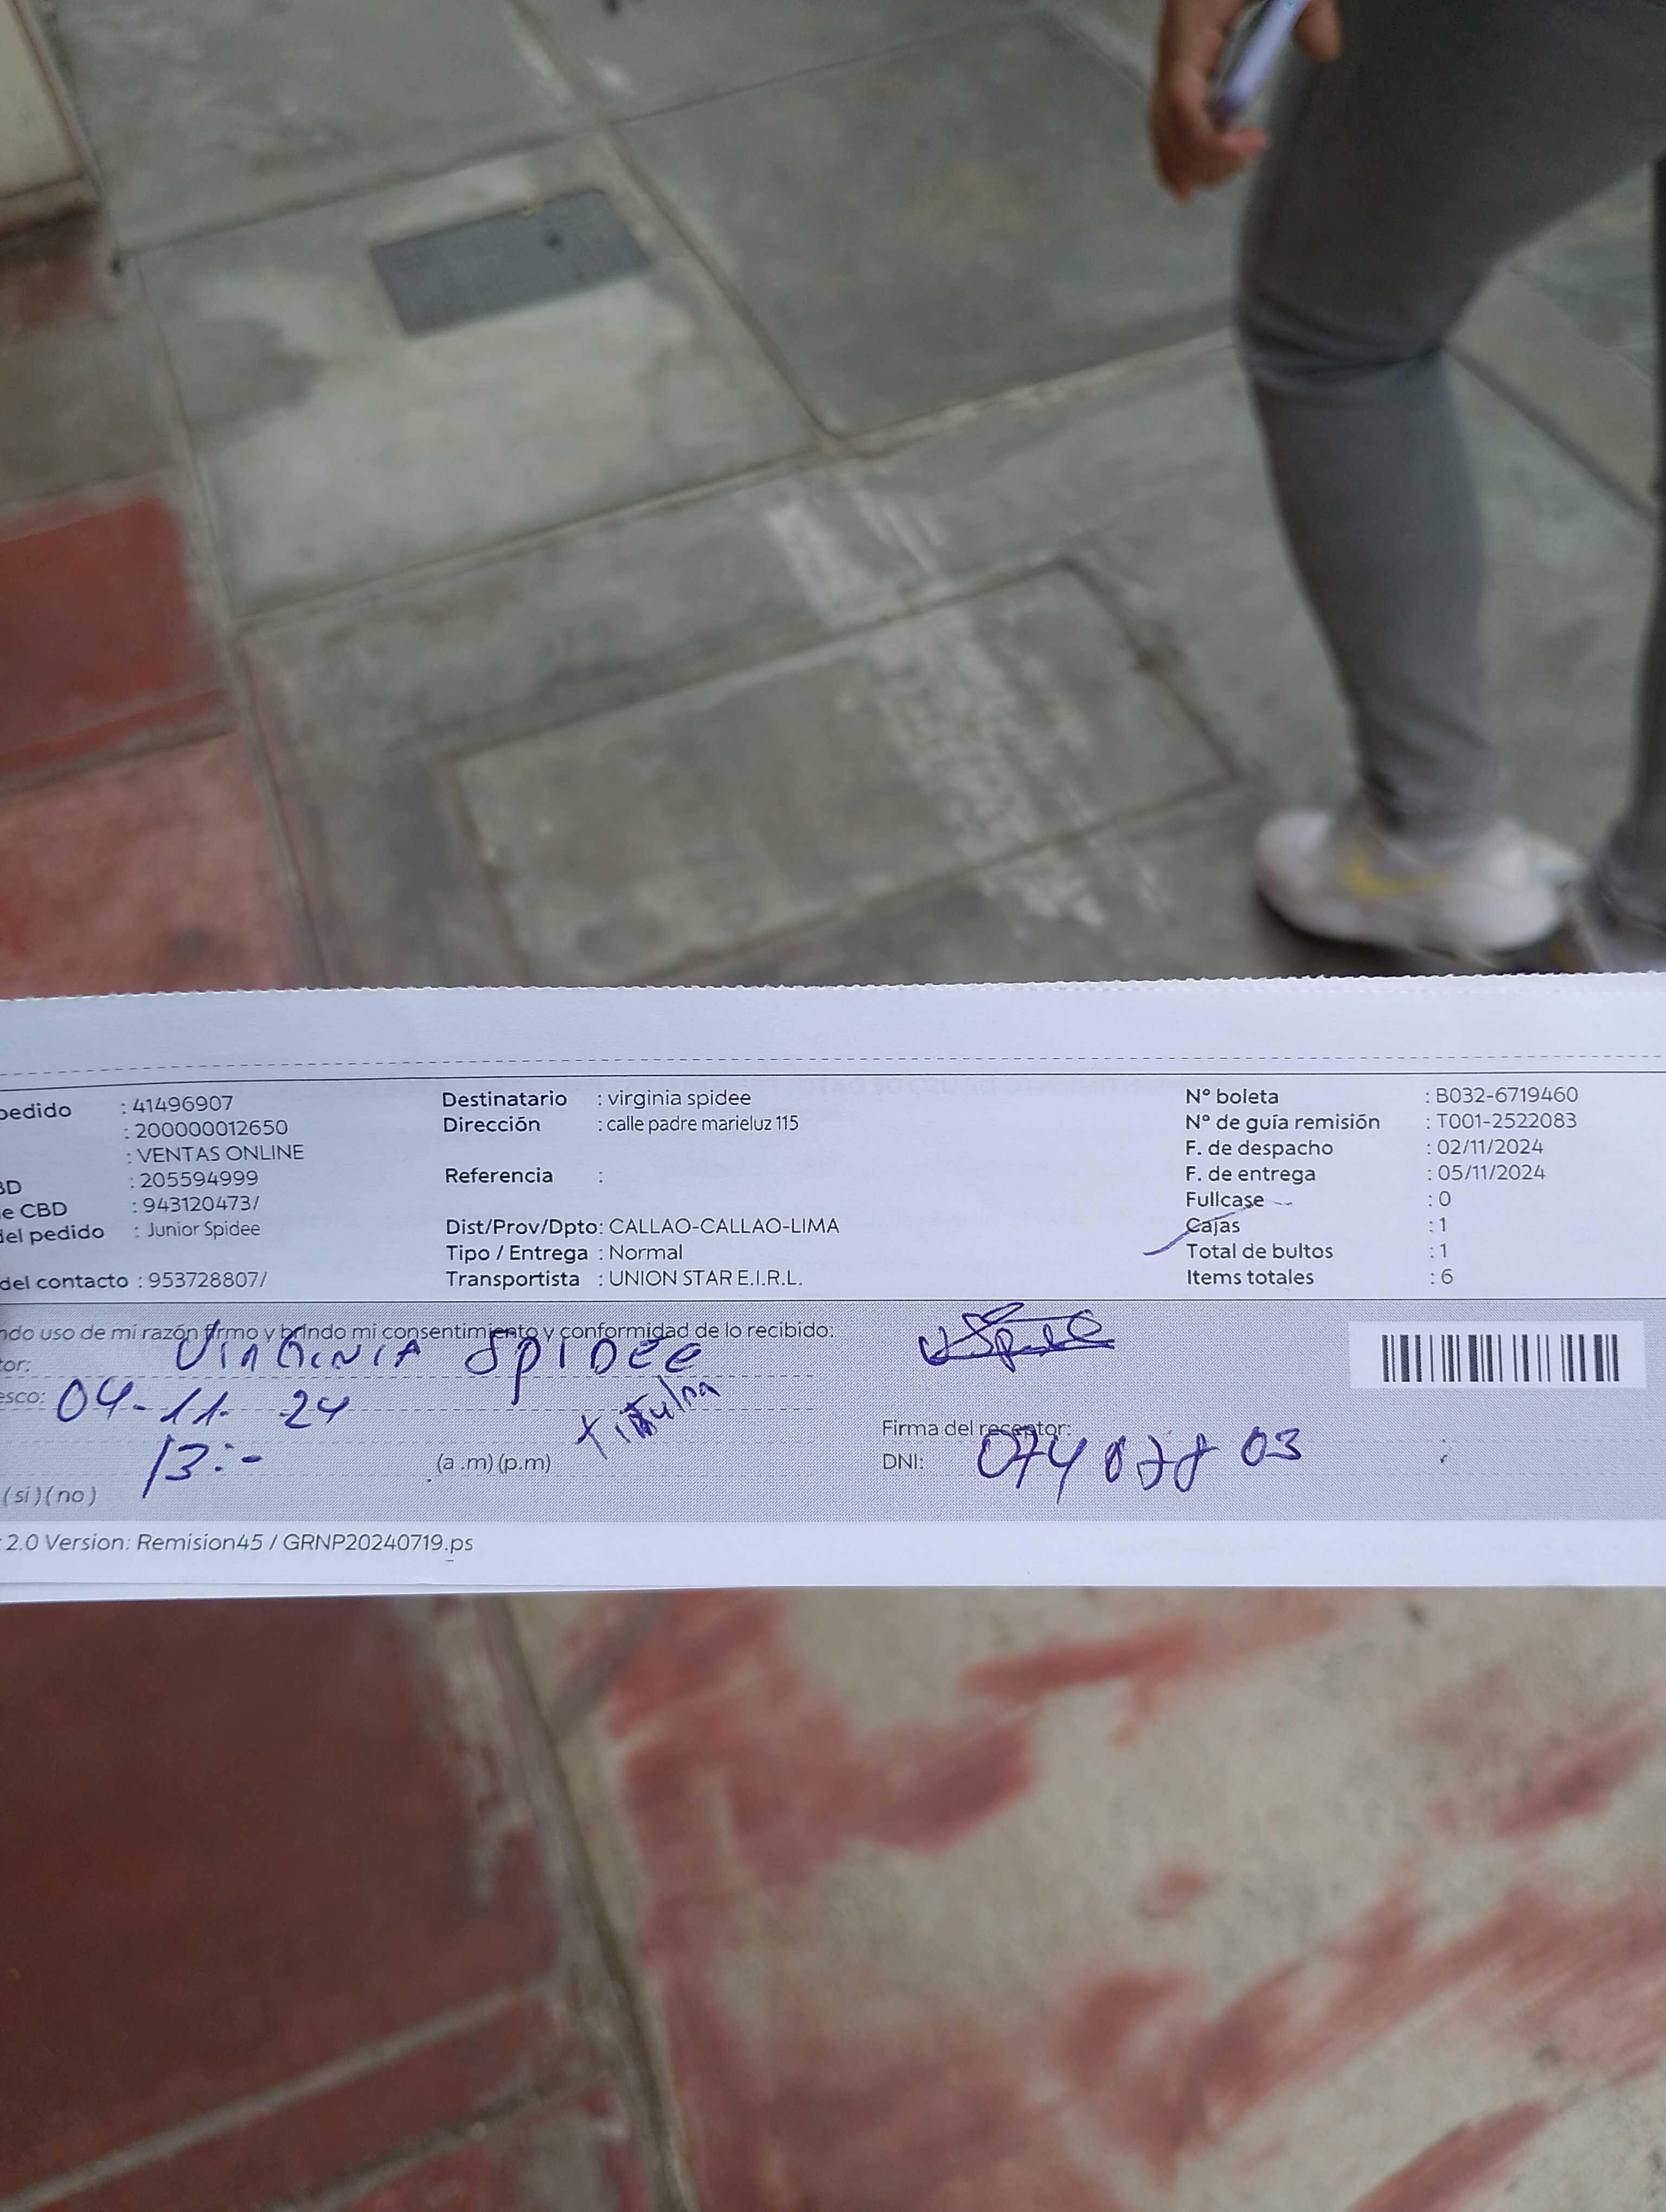 pedido : 41496907
: 200000012650
: VENTAS ONLINE
BD : 205594999
e CBD : 943120473/
del pedido : Junior Spidee
del contacto : 953728807/
Destinatario : virginia spidee
Dirección : calle padre marieluz 115
Referencia :
Dist/Prov/Dpto: CALLAO-CALLAO-LIMA
Tipo / Entrega : Normal
Transportista : UNION STAR E.I.R.L.
N° boleta : B032-6719460
N° de guía remisión : T001-2522083
F. de despacho : 02/11/2024
F. de entrega : 05/11/2024
Fullcase : 0
Cajas : 1
Total de bultos : 1
Items totales : 6
ndo uso de mi razón firmo y brindo mi consentimiento y conformidad de lo recibido:
tor: Virginia Spidee
esco: 04-11-24
13:- (a.m) (p.m)
Firma del receptor:
DNI:
(si) (no)
2.0 Version: Remision45 / GRNP20240719.ps